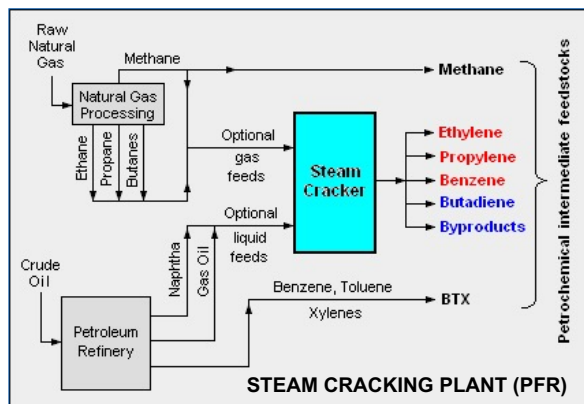 Raw
Natural
Gas
Methane
Methane
Natural Gas
Processing
Ethane
Propane
Butanes
Optional
gas
feeds
Steam
Cracker
Ethylene
Propylene
Benzene
Butadiene
Byproducts
Optional
liquid
feeds
Naphtha
Gas Oil
Crude
Oil
Petroleum
Refinery
Benzene, Toluene
Xylenes
BTX
Petrochemical intermediate feedstocks
STEAM CRACKING PLANT (PFR)